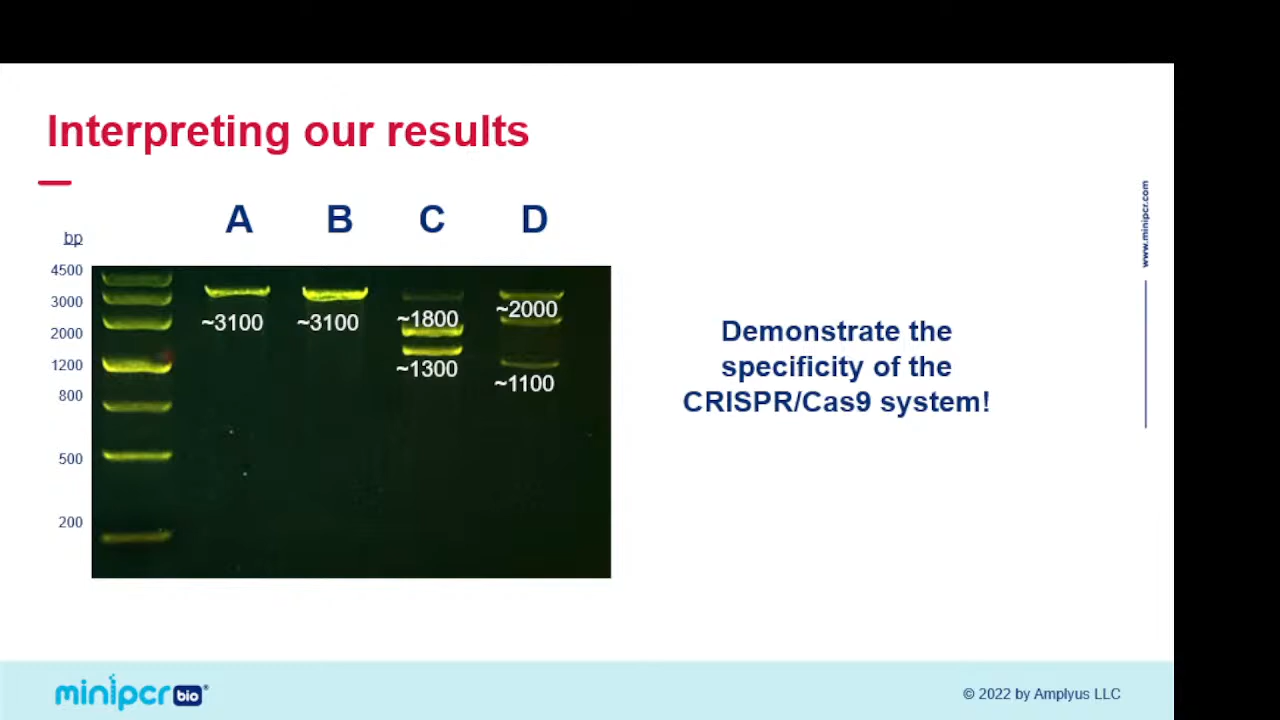 Interpreting our results
A B C D
bp
4500
3000
2000
1200
800
500
200
~3100 ~3100 ~1800 ~2000
~1300 ~1100
Demonstrate the
specificity of the
CRISPR/Cas9 system!
www.minipcr.com
minipcr bio®
© 2022 by Amplyus LLC